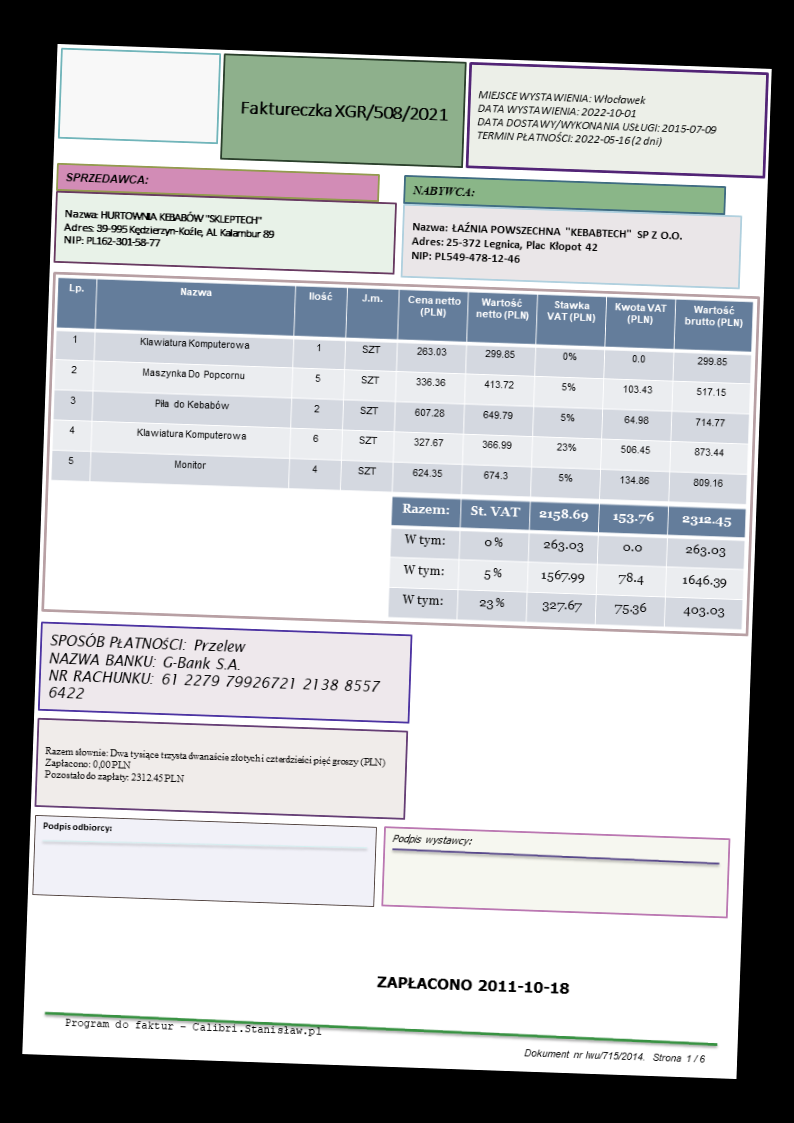 Faktureczka XGR/508/2021
MIEJSCE WYSTAWIENIA: Włocławek
DATA WYSTAWIENIA: 2022-10-01
DATA DOSTAWY/WYKONANIA USŁUGI: 2015-07-09
TERMIN PŁATNOŚCI: 2022-05-16 (2 dni)
SPRZEDAWCA:
Nazwa: HURTOWNIA KEBABÓW "SKLEPTECH"
Adres: 39-995 Kędzierzyn-Koźle, Al. Kalambur 89
NIP: PL162-301-58-77
NABYWCA:
Nazwa: ŁAŹNIA POWSZECHNA "KEBABTECH" SP Z O.O.
Adres: 25-372 Legnica, Plac Kłopot 42
NIP: PL549-478-12-46
Lp. Nazwa Ilość J.m. Cena netto (PLN) Wartość netto (PLN) Stawka VAT (PLN) Kwota VAT (PLN) Wartość brutto (PLN)
1 Klawiatura Komputerowa 1 SZT 263.03 299.85 0% 0.0 299.85
2 Maszynka Do Popcornu 5 SZT 336.36 413.72 5% 103.43 517.15
3 Piła do Kebabów 2 SZT 607.28 649.79 5% 64.98 714.77
4 Klawiatura Komputerowa 6 SZT 327.67 366.99 23% 506.45 873.44
5 Monitor 4 SZT 624.35 674.3 5% 134.86 809.16
Razem: St. VAT 2158.69 153.76 2312.45
W tym: 0% 263.03 0.0 263.03
W tym: 5% 1567.99 78.4 1646.39
W tym: 23% 327.67 75.36 403.03
SPOSÓB PŁATNOŚCI: Przelew
NAZWA BANKU: G-Bank S.A.
NR RACHUNKU: 61 2279 79926721 2138 8557
6422
Razem słownie: Dwa tysiące trzysta dwanaście złotych i czterdzieści pięć groszy (PLN)
Zapłacono: 0,00 PLN
Pozostało do zapłaty: 2312.45 PLN
Podpis odbiorcy:
Podpis wystawcy:
ZAPŁACONO 2011-10-18
Program do faktur - Calibri.Stanisław.pl
Dokument nr lwu/715/2014. Strona 1 / 6